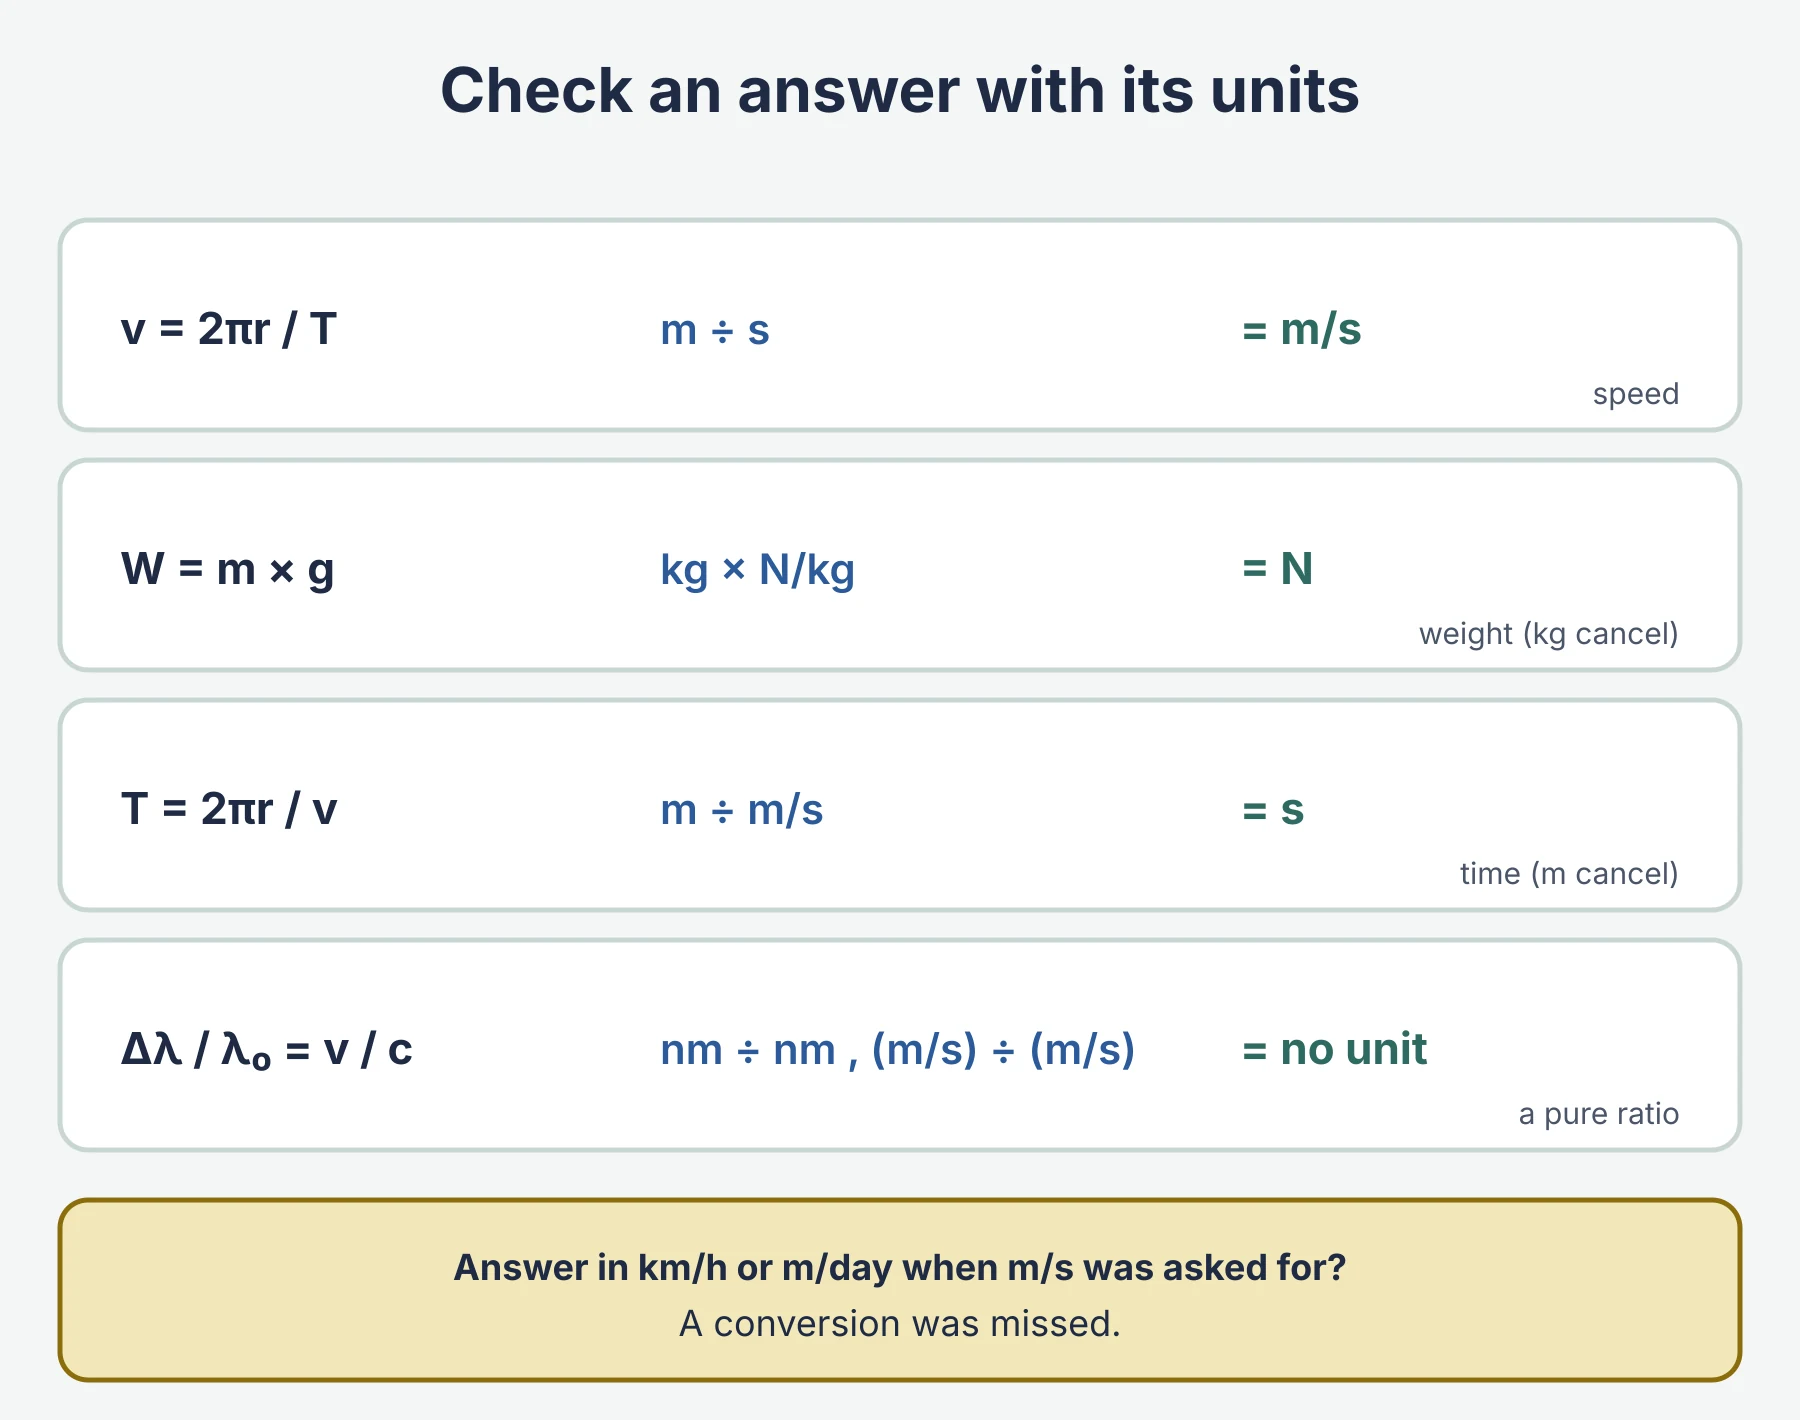 Check an answer with its units
v = 2πr / T
m ÷ s
= m/s
speed
W = m × g
kg × N/kg
= N
weight (kg cancel)
T = 2πr / v
m ÷ m/s
= s
time (m cancel)
Δλ / λ₀ = v / c
nm ÷ nm , (m/s) ÷ (m/s)
= no unit
a pure ratio
Answer in km/h or m/day when m/s was asked for?
A conversion was missed.